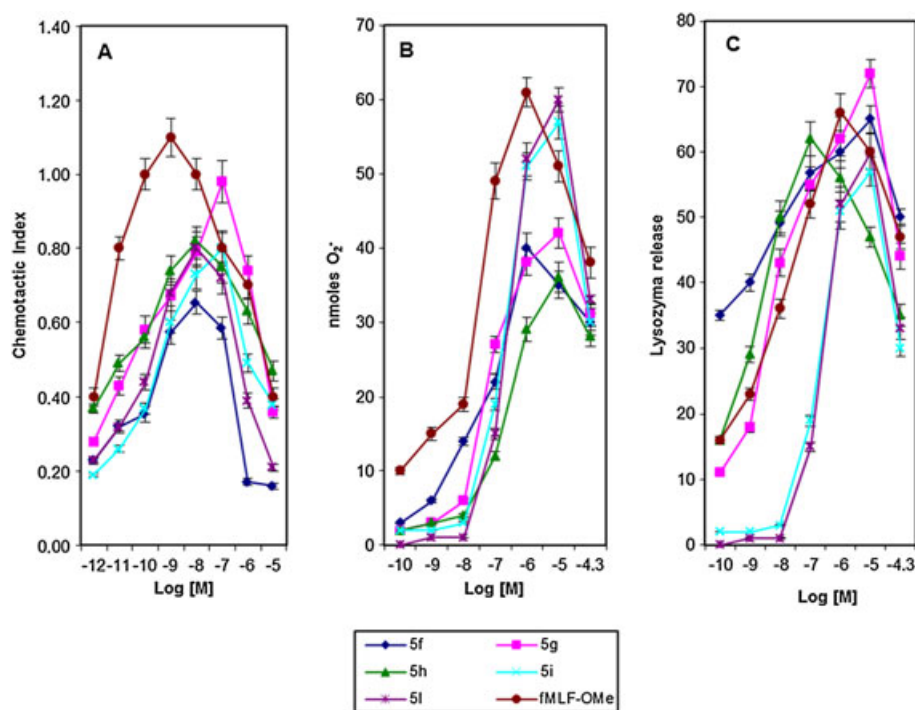 A
Chemotactic Index
1.40
1.20
1.00
0.80
0.60
0.40
0.20
0.00
-12 -11 -10 -9 -8 -7 -6 -5
Log [M]
B
nmoles O2-
70
60
50
40
30
20
10
0
-10 -9 -8 -7 -6 -5 -4.3
Log [M]
C
Lysozyma release
80
70
60
50
40
30
20
10
0
-10 -9 -8 -7 -6 -5 -4.3
Log [M]
5f 5g
5h 5i
5l fMLF-OMe